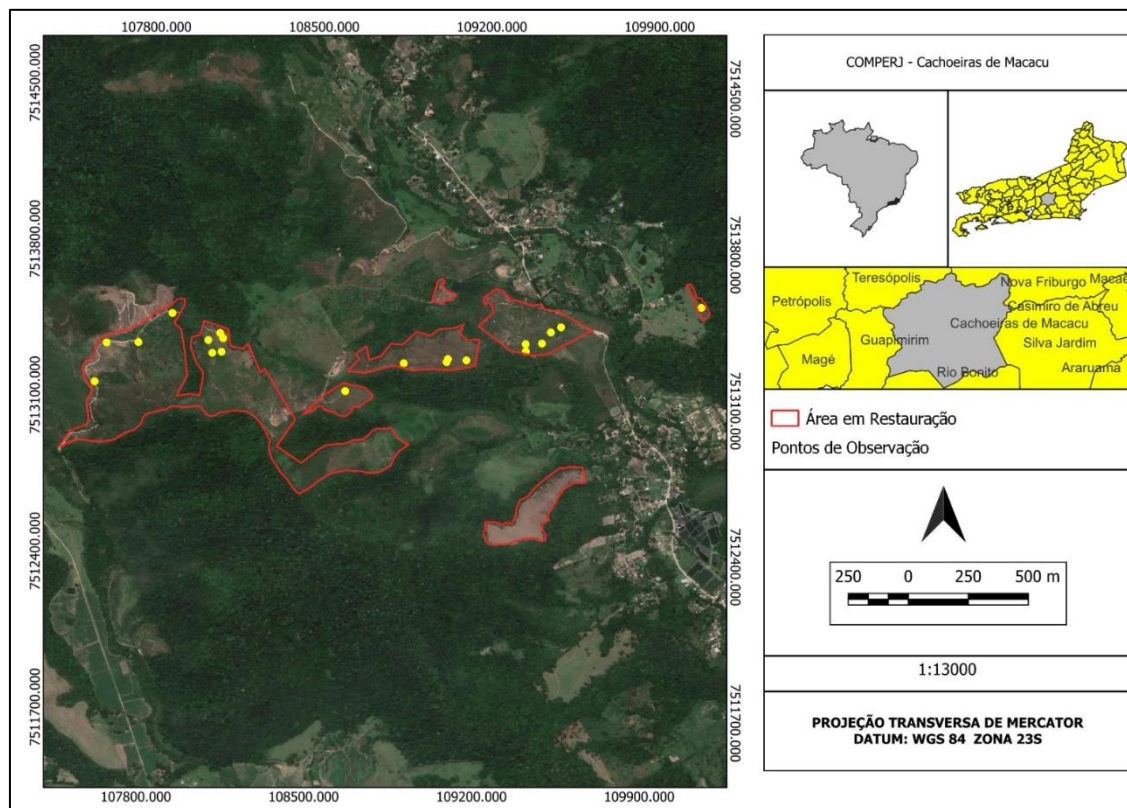 107800.000
108500.000
109200.000
109900.000
7514500.000
7513800.000
7513100.000
7512400.000
7511700.000
7514500.000
7513800.000
7513100.000
7512400.000
7511700.000
107800.000
108500.000
109200.000
109900.000
COMPERJ - Cachoeiras de Macacu
Teresópolis
Nova Friburgo
Macaé
Petrópolis
Casimiro de Abreu
Cachoeiras de Macacu
Guapimirim
Silva Jardim
Magé
Araruama
Rio Bonito
Área em Restauração
Pontos de Observação
250 0 250 500 m
1:13000
PROJEÇÃO TRANSVERSA DE MERCATOR
DATUM: WGS 84 ZONA 23S